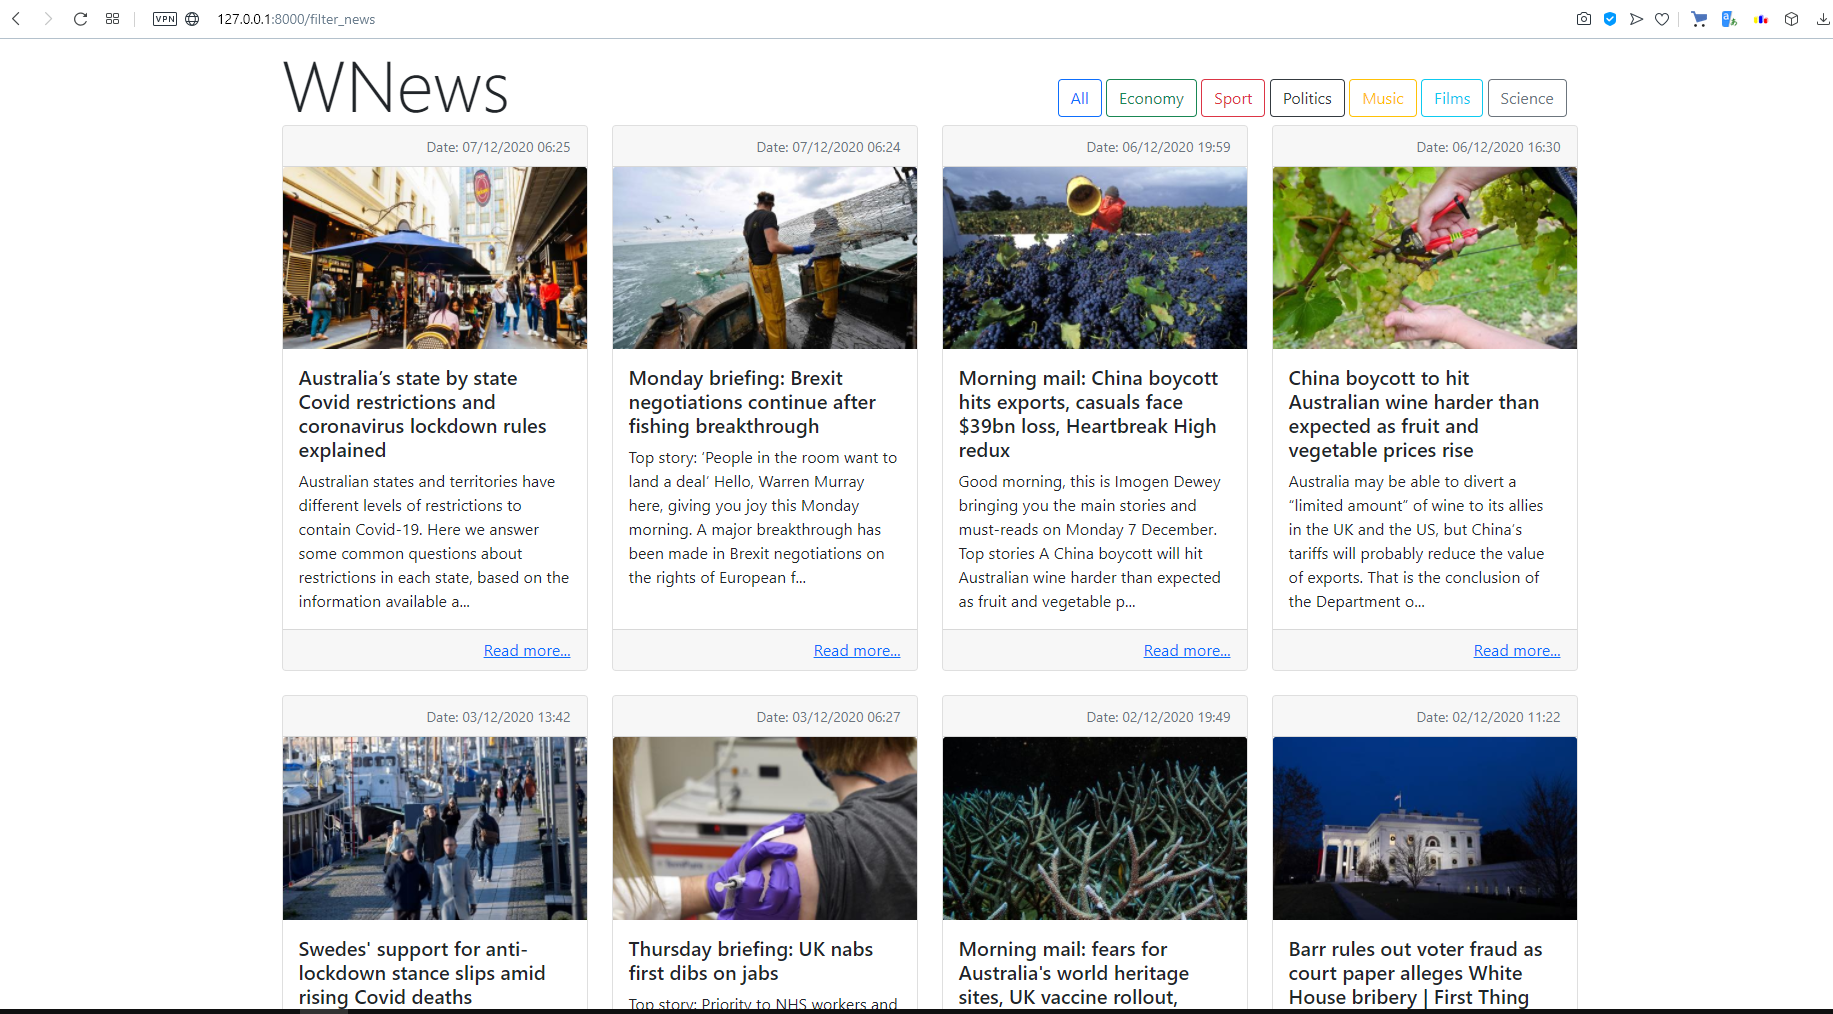 VPN 127.0.0.1:8000/filter_news
WNews
All Economy Sport Politics Music Films Science
Date: 07/12/2020 06:25
Australia’s state by state
Covid restrictions and
coronavirus lockdown rules
explained
Australian states and territories have
different levels of restrictions to
contain Covid-19. Here we answer
some common questions about
restrictions in each state, based on the
information available a...
Read more...
Date: 07/12/2020 06:24
Monday briefing: Brexit
negotiations continue after
fishing breakthrough
Top story: ‘People in the room want to
land a deal’ Hello, Warren Murray
here, giving you joy this Monday
morning. A major breakthrough has
been made in Brexit negotiations on
the rights of European f...
Read more...
Date: 06/12/2020 19:59
Morning mail: China boycott
hits exports, casuals face
$39bn loss, Heartbreak High
redux
Good morning, this is Imogen Dewey
bringing you the main stories and
must-reads on Monday 7 December.
Top stories A China boycott will hit
Australian wine harder than expected
as fruit and vegetable p...
Read more...
Date: 06/12/2020 16:30
China boycott to hit
Australian wine harder than
expected as fruit and
vegetable prices rise
Australia may be able to divert a
“limited amount” of wine to its allies
in the UK and the US, but China’s
tariffs will probably reduce the value
of exports. That is the conclusion of
the Department o...
Read more...
Date: 03/12/2020 13:42
Swedes' support for anti-
lockdown stance slips amid
rising Covid deaths
Date: 03/12/2020 06:27
Thursday briefing: UK nabs
first dibs on jabs
Top story: Priority to NHS workers and
Date: 02/12/2020 19:49
Morning mail: fears for
Australia's world heritage
sites, UK vaccine rollout,
Date: 02/12/2020 11:22
Barr rules out voter fraud as
court paper alleges White
House bribery | First Thing